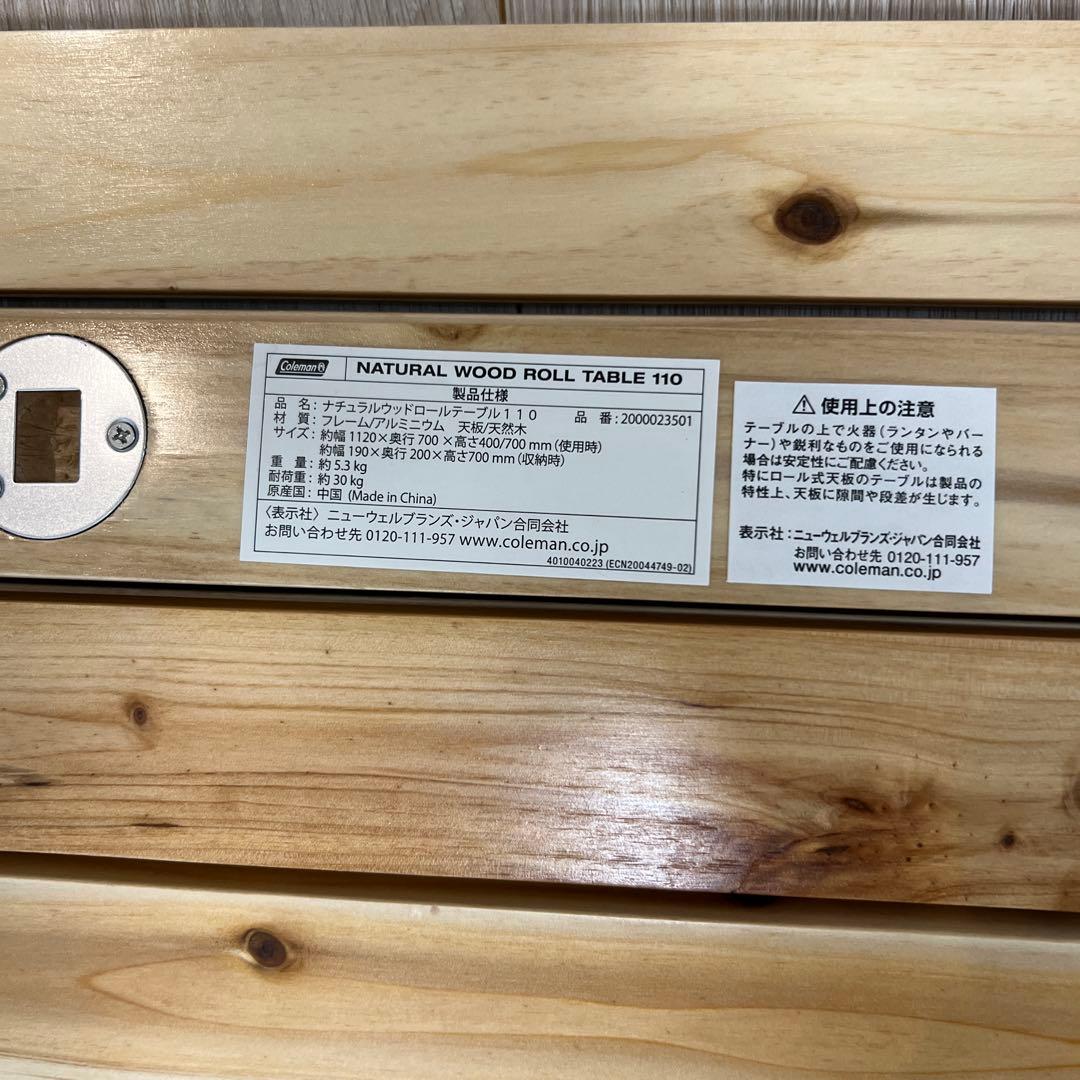 Coleman
NATURAL WOOD ROLL TABLE 110
製品仕様
品 名：ナチュラルウッドロールテーブル１１０ 品 番：2000023501
材 質：フレーム/アルミニウム 天板/天然木
サイズ：約幅 1120×奥行 700×高さ400/700 mm（使用時）
約幅 190×奥行 200×高さ700 mm（収納時）
重 量：約 5.3 kg
耐荷重：約 30 kg
原産国：中国 (Made in China)
〈表示社〉ニューウェルブランズ・ジャパン合同会社
お問い合わせ先 0120-111-957 www.coleman.co.jp
4010040223 (ECN20044749-02)
⚠ 使用上の注意
テーブルの上で火器（ランタンやバー
ナー）や鋭利なものをご使用になられる
場合は安定性にご配慮ください。
特にロール式天板のテーブルは製品の
特性上、天板に隙間や段差が生じます。
表示社：ニューウェルブランズ・ジャパン合同会社
お問い合わせ先 0120-111-957
www.coleman.co.jp